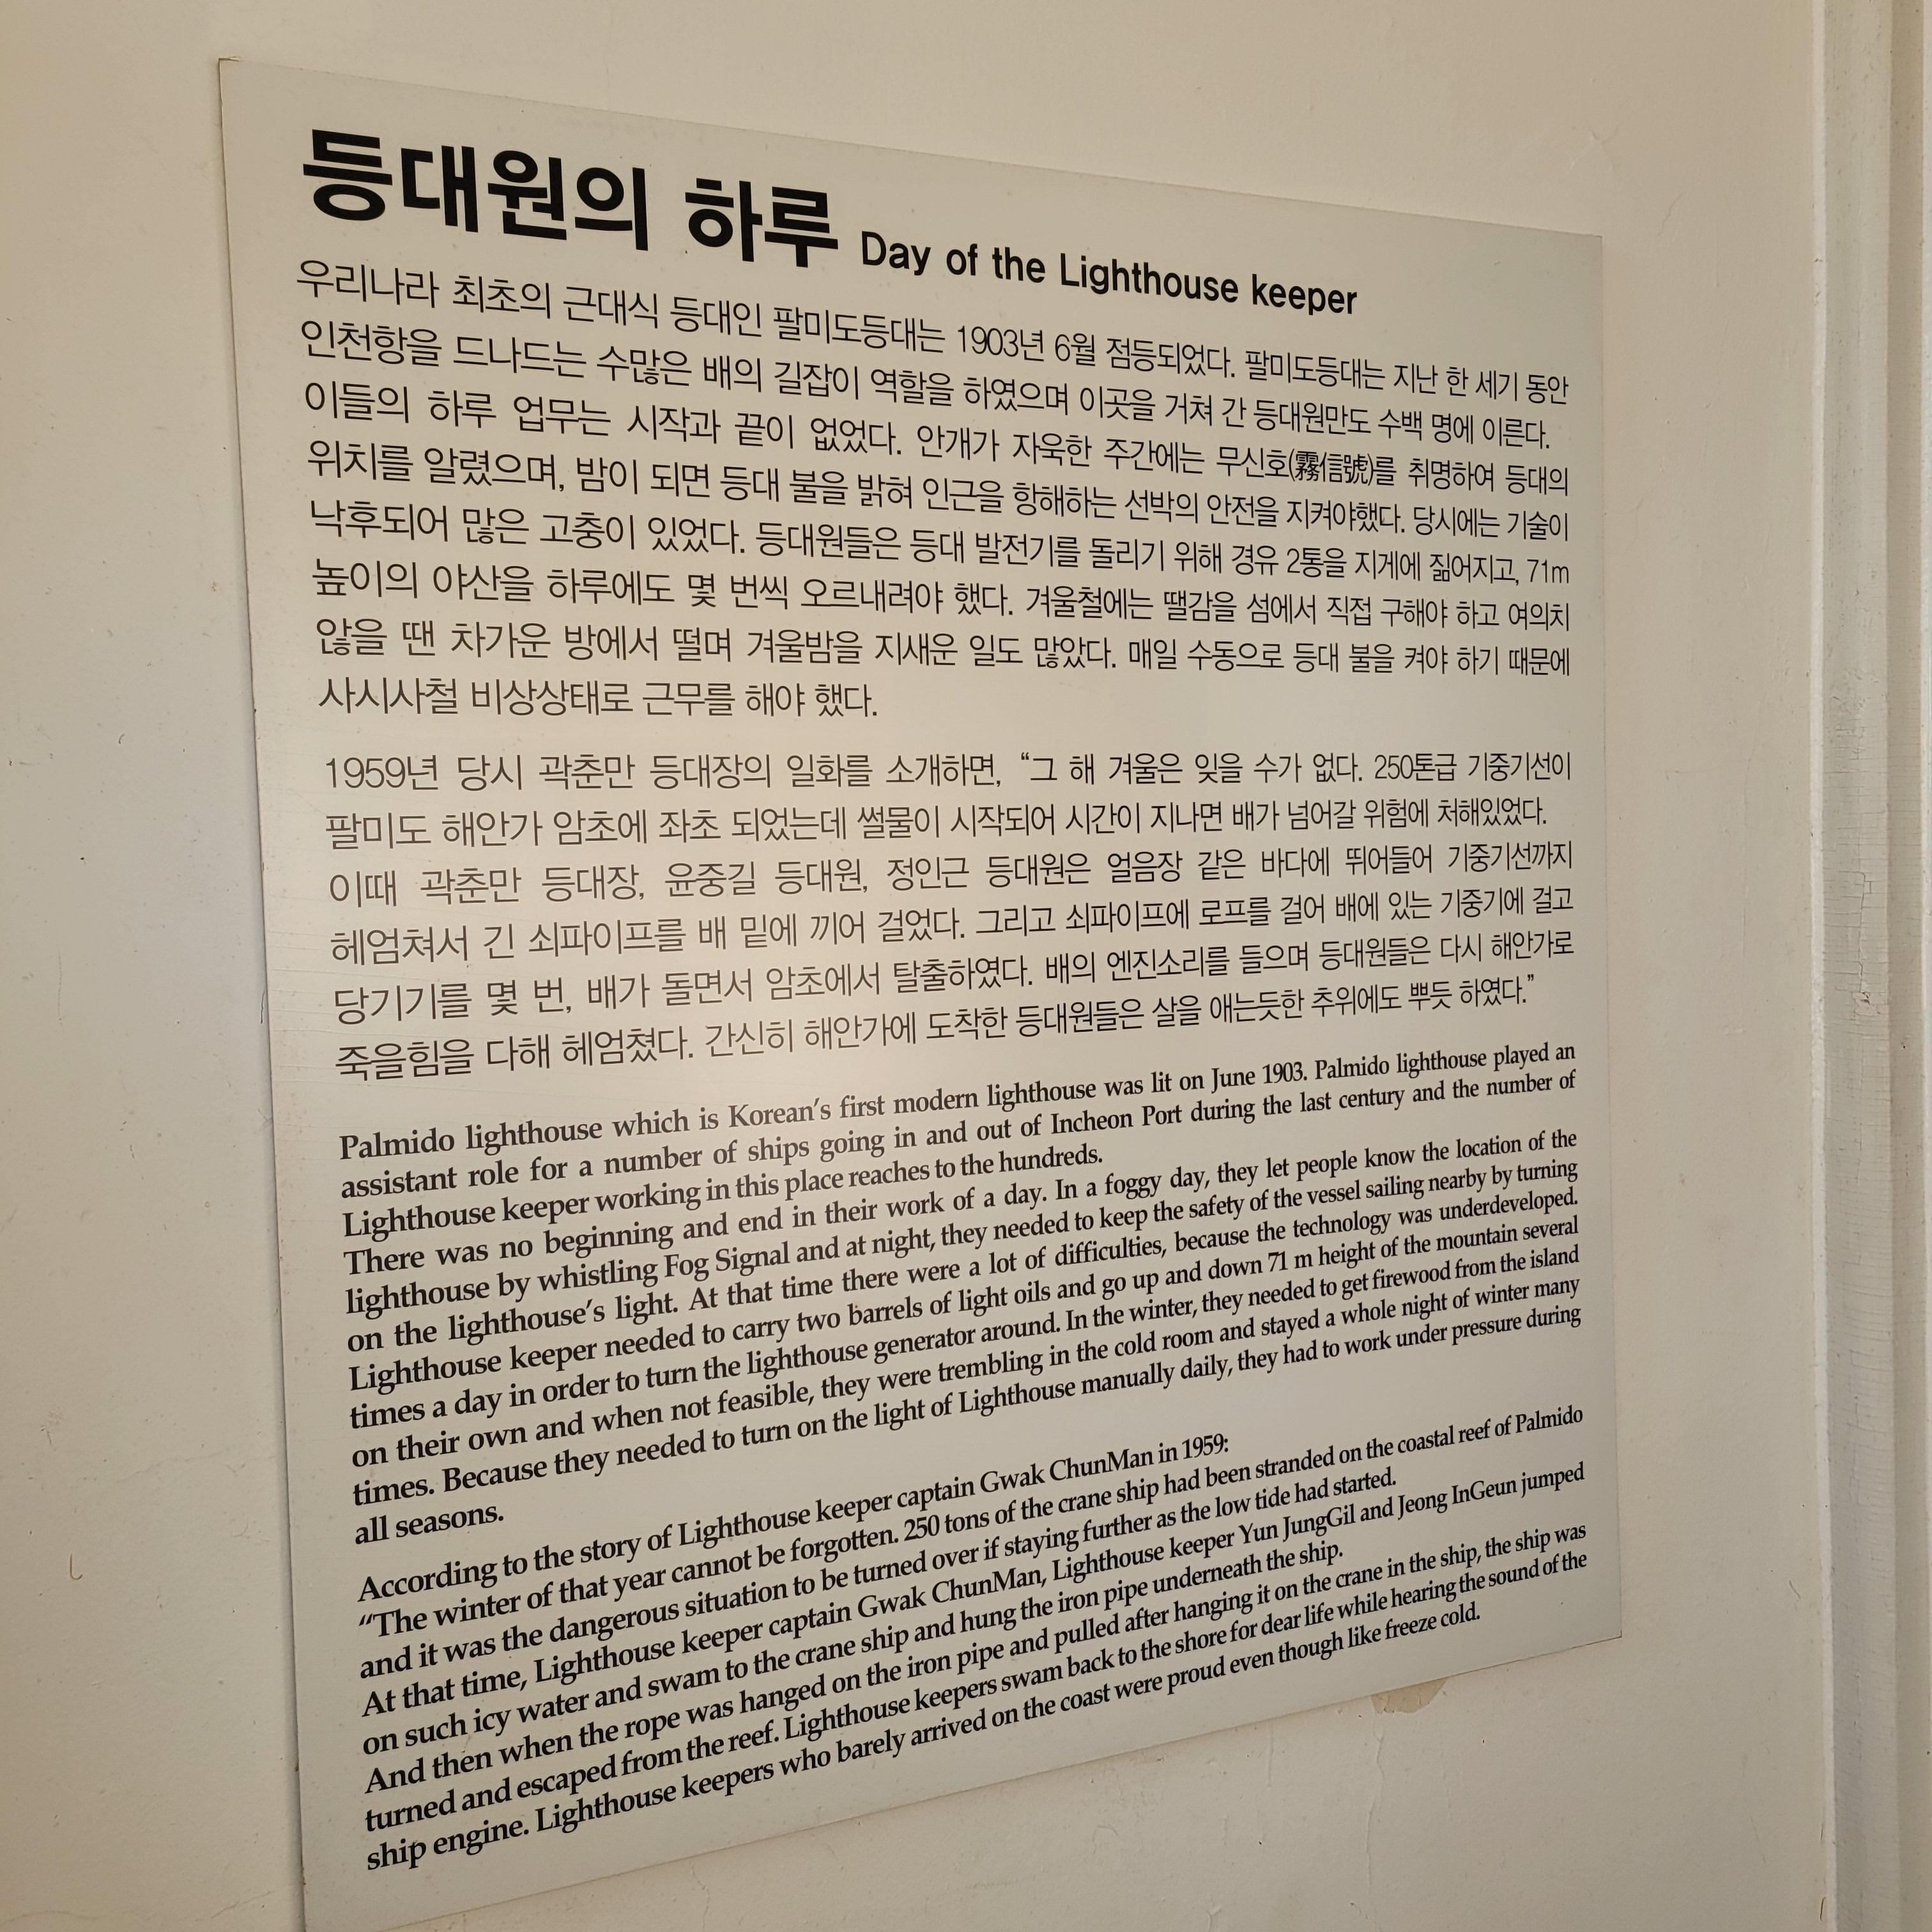 등대원의 하루 Day of the Lighthouse keeper
우리나라 최초의 근대식 등대인 팔미도등대는 1903년 6월 점등되었다. 팔미도등대는 지난 한 세기 동안
인천항을 드나드는 수많은 배의 길잡이 역할을 하였으며 이곳을 거쳐 간 등대원만도 수백 명에 이른다.
이들의 하루 업무는 시작과 끝이 없었다. 안개가 자욱한 주간에는 무신호(霧信號)를 취명하여 등대의
위치를 알렸으며, 밤이 되면 등대 불을 밝혀 인근을 항해하는 선박의 안전을 지켜야했다. 당시에는 기술이
낙후되어 많은 고충이 있었다. 등대원들은 등대 발전기를 돌리기 위해 경유 2통을 지게에 짊어지고, 71m
높이의 야산을 하루에도 몇 번씩 오르내려야 했다. 겨울철에는 땔감을 섬에서 직접 구해야 하고 여의치
않을 땐 차가운 방에서 떨며 겨울밤을 지새운 일도 많았다. 매일 수동으로 등대 불을 켜야 하기 때문에
사시사철 비상상태로 근무를 해야 했다.
1959년 당시 곽춘만 등대장의 일화를 소개하면, “그 해 겨울은 잊을 수가 없다. 250톤급 기중기선이
팔미도 해안가 암초에 좌초 되었는데 썰물이 시작되어 시간이 지나면 배가 넘어갈 위험에 처해있었다.
이때 곽춘만 등대장, 윤중길 등대원, 정인근 등대원은 얼음장 같은 바다에 뛰어들어 기중기선까지
헤엄쳐서 긴 쇠파이프를 배 밑에 끼어 걸었다. 그리고 쇠파이프에 로프를 걸어 배에 있는 기중기에 걸고
당기기를 몇 번, 배가 돌면서 암초에서 탈출하였다. 배의 엔진소리를 들으며 등대원들은 다시 해안가로
죽을힘을 다해 헤엄쳤다. 간신히 해안가에 도착한 등대원들은 살을 애는듯한 추위에도 뿌듯 하였다.”
Palmido lighthouse which is Korean’s first modern lighthouse was lit on June 1903. Palmido lighthouse played an
assistant role for a number of ships going in and out of Incheon Port during the last century and the number of
Lighthouse keeper working in this place reaches to the hundreds.
There was no beginning and end in their work of a day. In a foggy day, they let people know the location of the
lighthouse by whistling Fog Signal and at night, they needed to keep the safety of the vessel sailing nearby by turning
on the lighthouse’s light. At that time there were a lot of difficulties, because the technology was underdeveloped.
Lighthouse keeper needed to carry two barrels of light oils and go up and down 71 m height of the mountain several
times a day in order to turn the lighthouse generator around. In the winter, they needed to get firewood from the island
on their own and when not feasible, they were trembling in the cold room and stayed a whole night of winter many
times. Because they needed to turn on the light of Lighthouse manually daily, they had to work under pressure during
all seasons.
According to the story of Lighthouse keeper captain Gwak ChunMan in 1959:
“The winter of that year cannot be forgotten. 250 tons of the crane ship had been stranded on the coastal reef of Palmido
and it was the dangerous situation to be turned over if staying further as the low tide had started.
At that time, Lighthouse keeper captain Gwak ChunMan, Lighthouse keeper Yun JungGil and Jeong InGeun jumped
on such icy water and swam to the crane ship and hung the iron pipe underneath the ship.
And then when the rope was hanged on the iron pipe and pulled after hanging it on the crane in the ship, the ship was
turned and escaped from the reef. Lighthouse keepers swam back to the shore for dear life while hearing the sound of the
ship engine. Lighthouse keepers who barely arrived on the coast were proud even though like freeze cold.